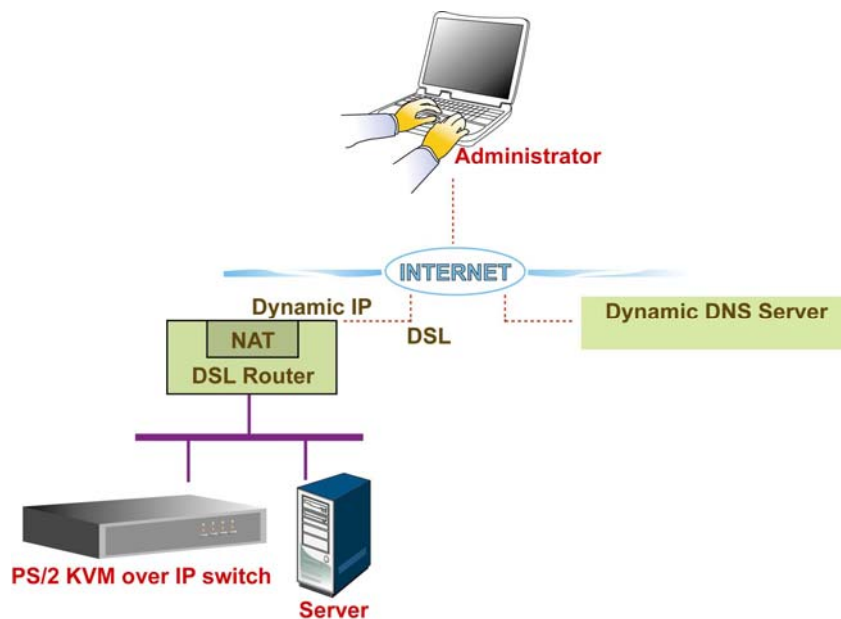 Administrator
INTERNET
Dynamic IP
Dynamic DNS Server
DSL
NAT
DSL Router
PS/2 KVM over IP switch
Server